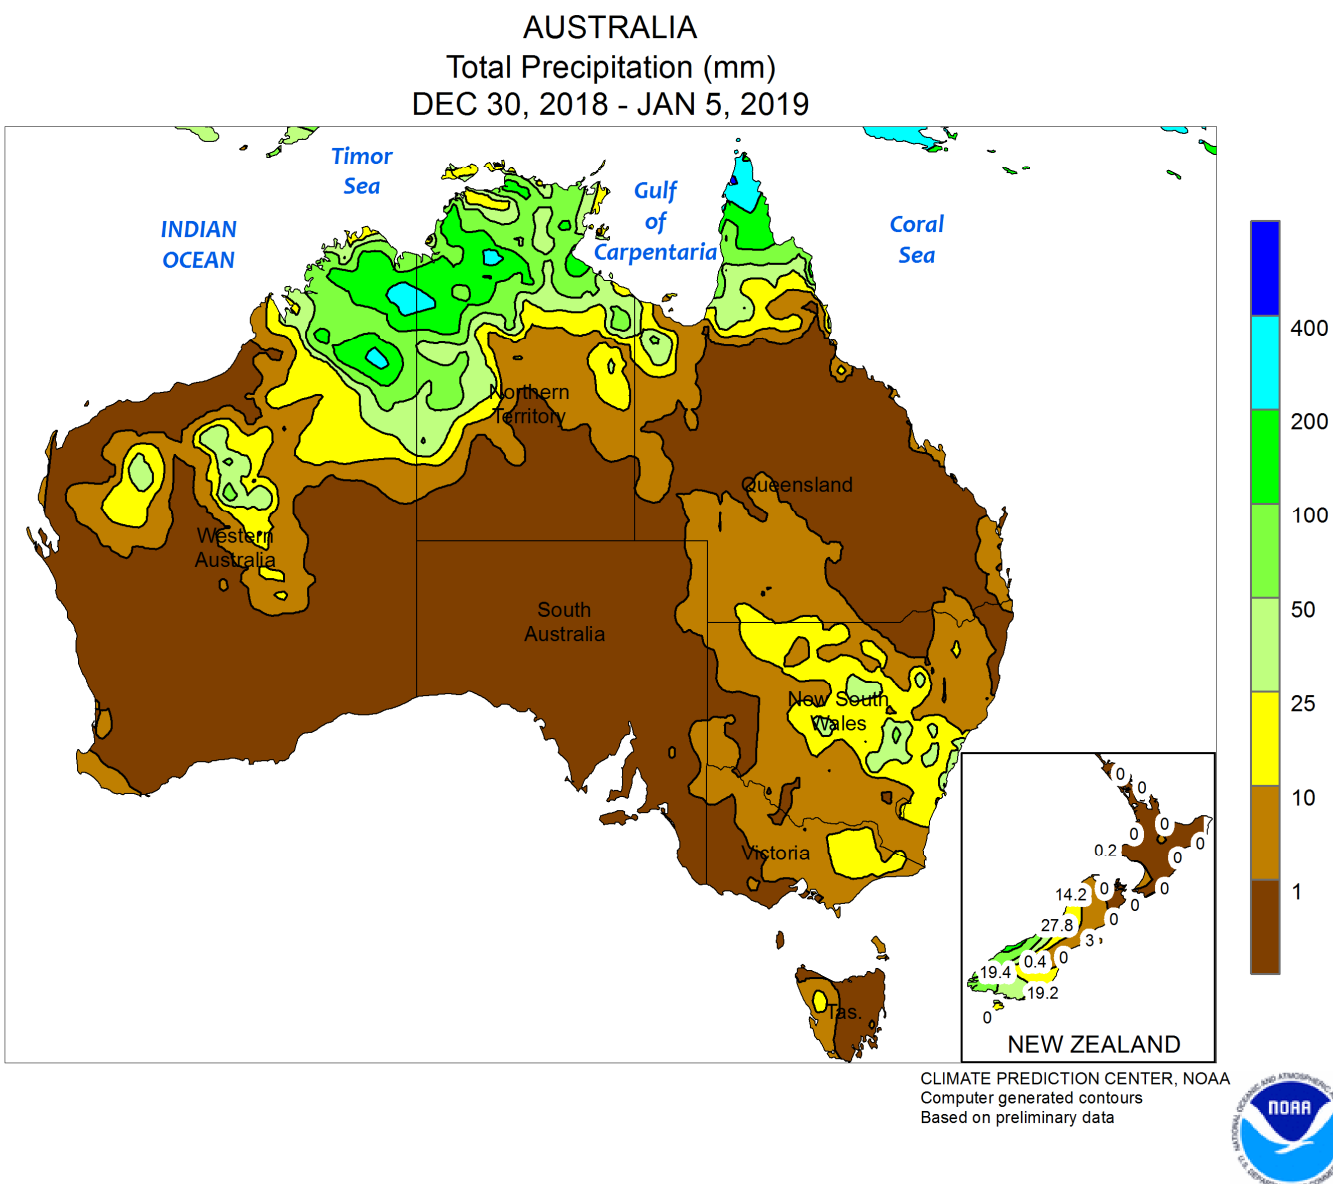 AUSTRALIA
Total Precipitation (mm)
DEC 30, 2018 - JAN 5, 2019
Timor
Sea
Gulf
of
Carpentaria
INDIAN
OCEAN
Coral
Sea
400
200
100
50
25
10
1
Northern
Territory
Queensland
Western
Australia
South
Australia
New South
Wales
Victoria
Tas.
0
0
0
0
0
0.2
0
0
14.2
0
0
0
27.8
3
0
0.4
19.4
19.2
0
NEW ZEALAND
CLIMATE PREDICTION CENTER, NOAA
Computer generated contours
Based on preliminary data
NOAA